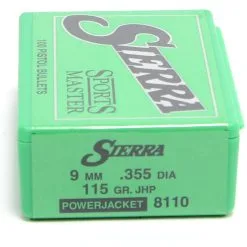 SIERRA
SPORTS
MASTER
100 PISTOL BULLETS
SIERRA
9 MM .355 DIA
115 GR. JHP
POWERJACKET 8110